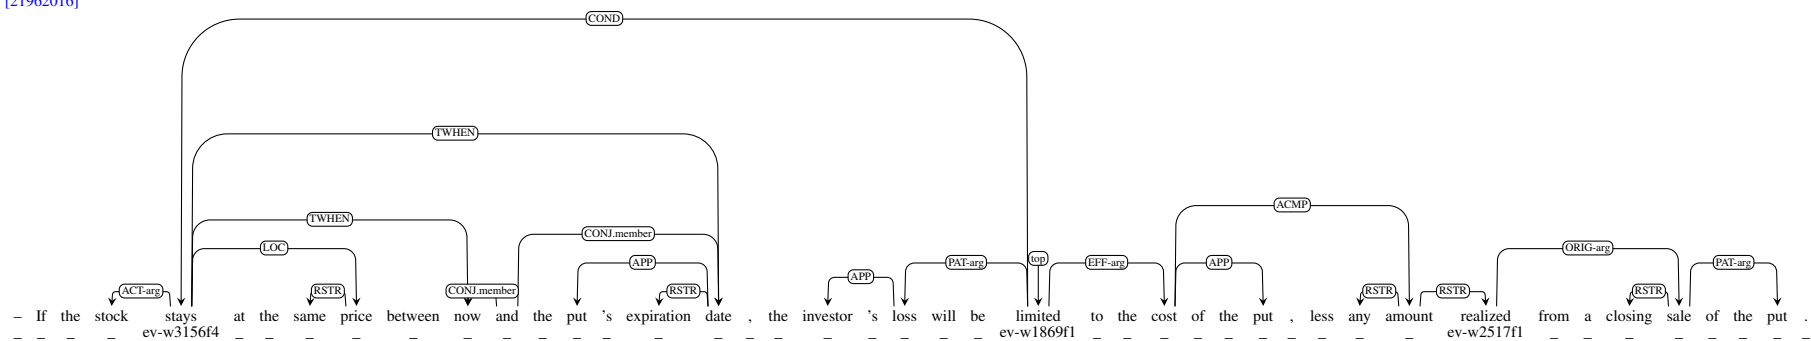 [21962016]
COND
TWHEN
ACMP
TWHEN
CONJ.member
LOC
ORIG-arg
APP
PAT-arg
top
EFF-arg
APP
PAT-arg
APP
ACT-arg
RSTR
CONJ.member
RSTR
RSTR
RSTR
RSTR
– If the stock stays at the same price between now and the put 's expiration date , the investor 's loss will be limited to the cost of the put , less any amount realized from a closing sale of the put .
_ _ _ _ ev-w3156f4 _ _ _ _ _ _ _ _ _ _ _ _ _ _ _ _ _ _ _ ev-w1869f1 _ _ _ _ _ _ _ _ _ ev-w2517f1 _ _ _ _ _ _ _ _